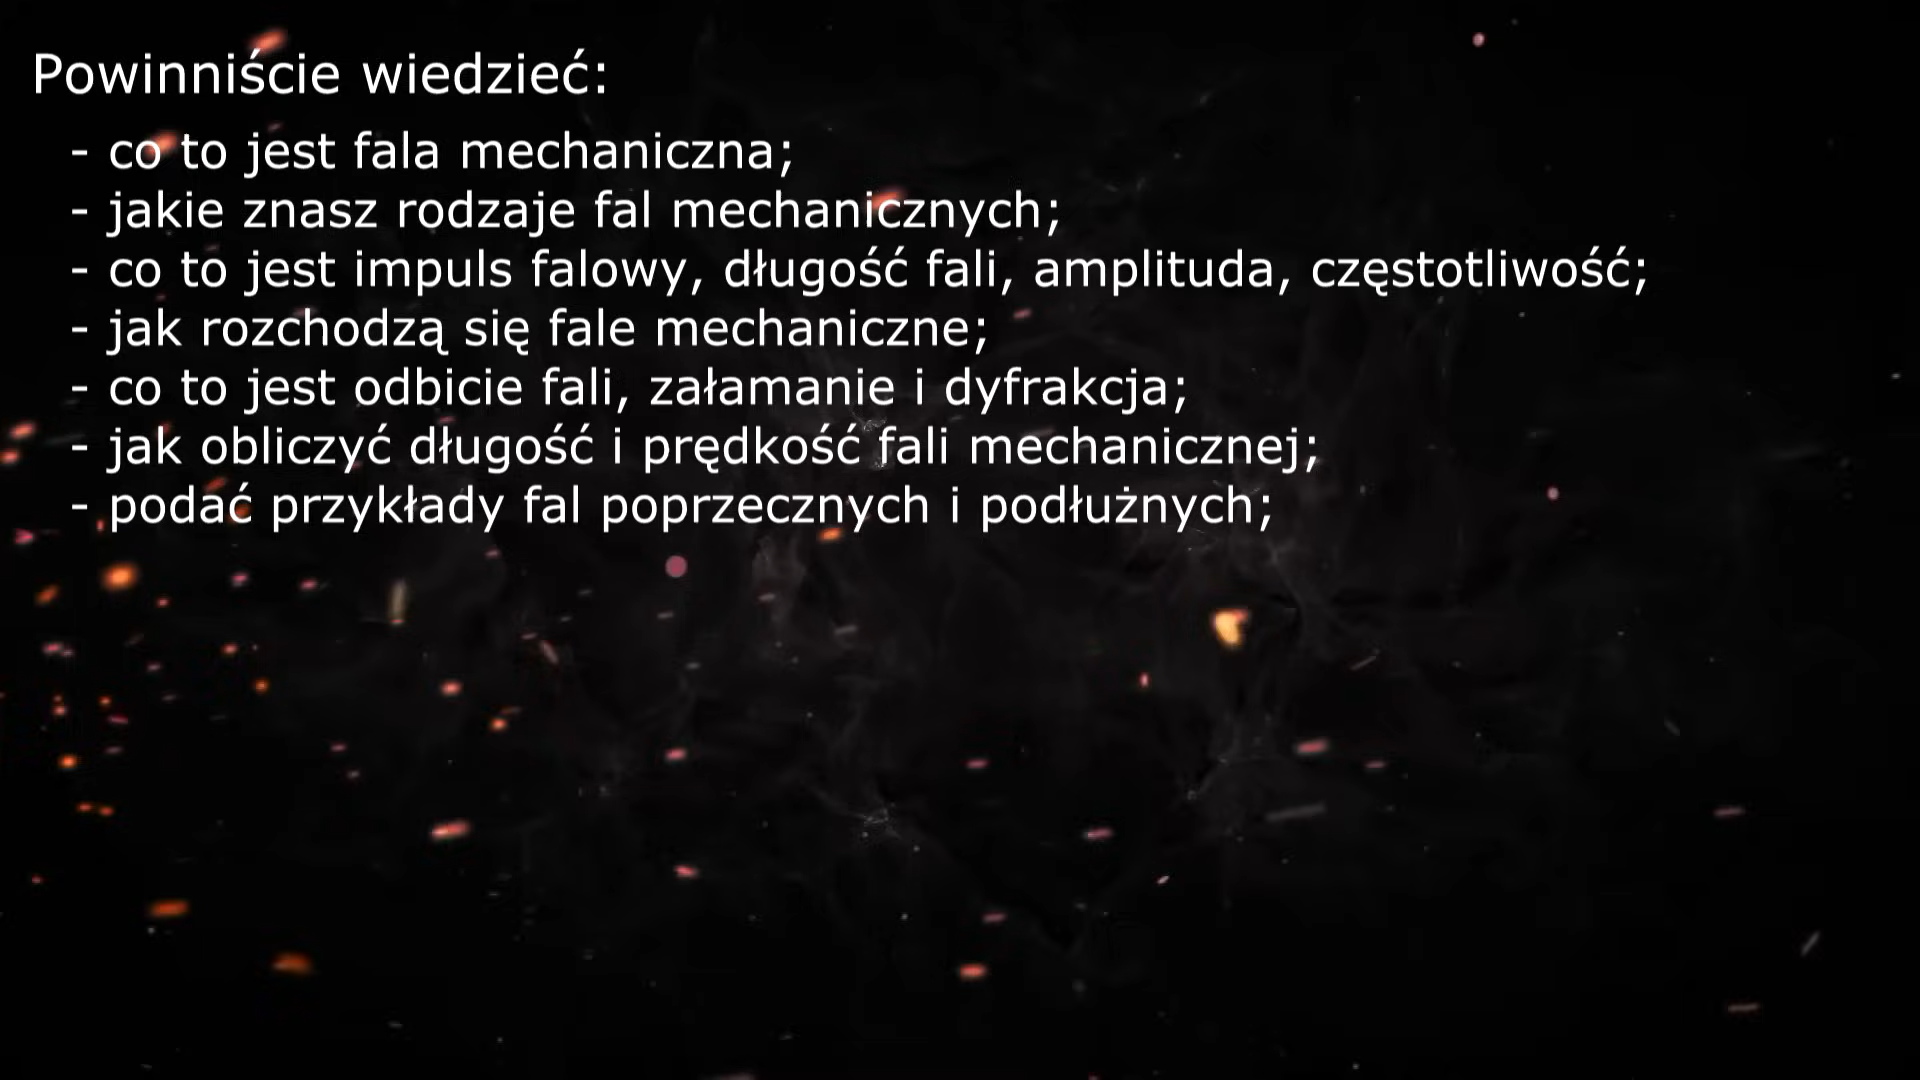 Powinniście wiedzieć:
- co to jest fala mechaniczna;
- jakie znasz rodzaje fal mechanicznych;
- co to jest impuls falowy, długość fali, amplituda, częstotliwość;
- jak rozchodzą się fale mechaniczne;
- co to jest odbicie fali, załamanie i dyfrakcja;
- jak obliczyć długość i prędkość fali mechanicznej;
- podać przykłady fal poprzecznych i podłużnych;